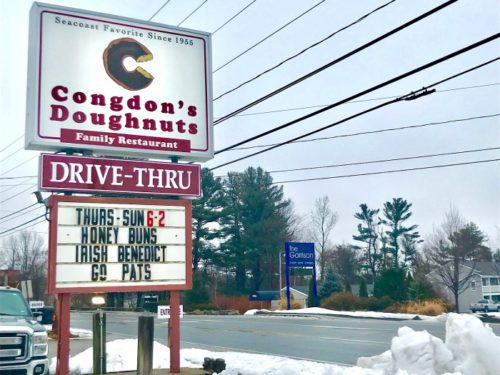 Seacoast Favorite Since 1955
Congdon's
Doughnuts
Family Restaurant
DRIVE-THRU
THURS-SUN 6-2
HONEY BUNS
IRISH BENEDICT
GO PATS
The
Garrison
ENTRANCE